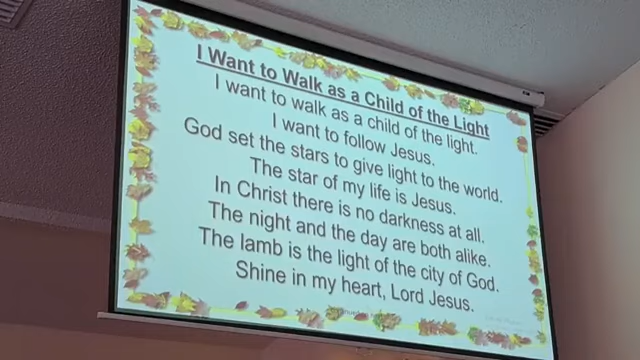 I Want to Walk as a Child of the Light
I want to walk as a child of the light.
I want to follow Jesus.
God set the stars to give light to the world.
The star of my life is Jesus.
In Christ there is no darkness at all.
The night and the day are both alike.
The lamb is the light of the city of God.
Shine in my heart, Lord Jesus.